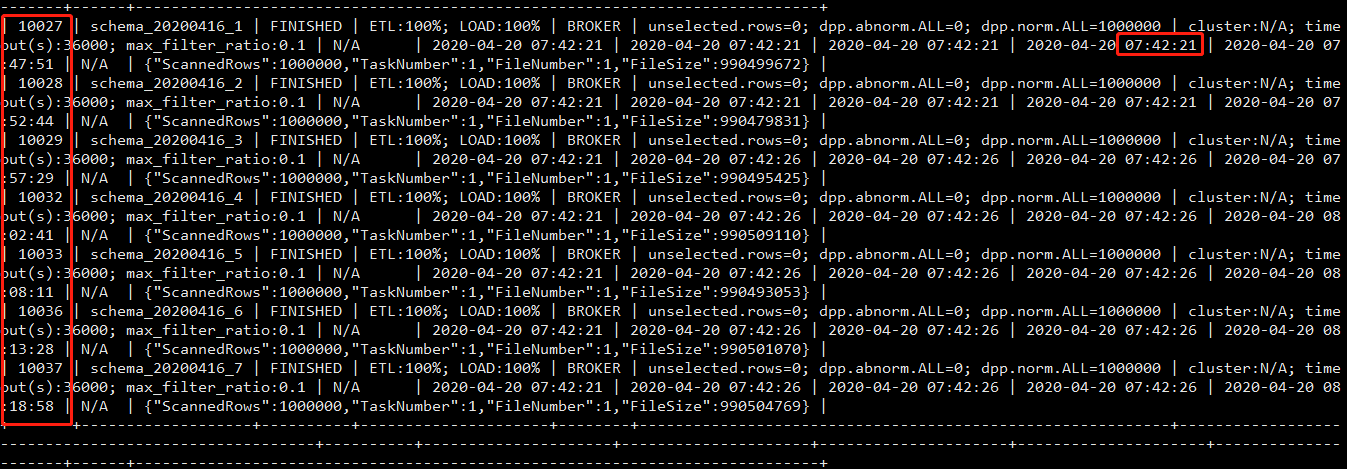 --------+------+---------------------------------------------------------------------------------+
| 10027 | schema_20200416_1 | FINISHED | ETL:100%; LOAD:100% | BROKER | unselected.rows=0; dpp.abnorm.ALL=0; dpp.norm.ALL=1000000 | cluster:N/A; time
out(s):36000; max_filter_ratio:0.1 | N/A | 2020-04-20 07:42:21 | 2020-04-20 07:42:21 | 2020-04-20 07:42:21 | 2020-04-20 07:42:21 | 2020-04-20 07
:47:51 | N/A | {"ScannedRows":1000000,"TaskNumber":1,"FileNumber":1,"FileSize":990499672} |
| 10028 | schema_20200416_2 | FINISHED | ETL:100%; LOAD:100% | BROKER | unselected.rows=0; dpp.abnorm.ALL=0; dpp.norm.ALL=1000000 | cluster:N/A; time
out(s):36000; max_filter_ratio:0.1 | N/A | 2020-04-20 07:42:21 | 2020-04-20 07:42:21 | 2020-04-20 07:42:21 | 2020-04-20 07:42:21 | 2020-04-20 07
:52:44 | N/A | {"ScannedRows":1000000,"TaskNumber":1,"FileNumber":1,"FileSize":990479831} |
| 10029 | schema_20200416_3 | FINISHED | ETL:100%; LOAD:100% | BROKER | unselected.rows=0; dpp.abnorm.ALL=0; dpp.norm.ALL=1000000 | cluster:N/A; time
out(s):36000; max_filter_ratio:0.1 | N/A | 2020-04-20 07:42:21 | 2020-04-20 07:42:26 | 2020-04-20 07:42:26 | 2020-04-20 07:42:26 | 2020-04-20 07
:57:29 | N/A | {"ScannedRows":1000000,"TaskNumber":1,"FileNumber":1,"FileSize":990495425} |
| 10032 | schema_20200416_4 | FINISHED | ETL:100%; LOAD:100% | BROKER | unselected.rows=0; dpp.abnorm.ALL=0; dpp.norm.ALL=1000000 | cluster:N/A; time
out(s):36000; max_filter_ratio:0.1 | N/A | 2020-04-20 07:42:21 | 2020-04-20 07:42:26 | 2020-04-20 07:42:26 | 2020-04-20 07:42:26 | 2020-04-20 08
:02:41 | N/A | {"ScannedRows":1000000,"TaskNumber":1,"FileNumber":1,"FileSize":990509110} |
| 10033 | schema_20200416_5 | FINISHED | ETL:100%; LOAD:100% | BROKER | unselected.rows=0; dpp.abnorm.ALL=0; dpp.norm.ALL=1000000 | cluster:N/A; time
out(s):36000; max_filter_ratio:0.1 | N/A | 2020-04-20 07:42:21 | 2020-04-20 07:42:26 | 2020-04-20 07:42:26 | 2020-04-20 07:42:26 | 2020-04-20 08
:08:11 | N/A | {"ScannedRows":1000000,"TaskNumber":1,"FileNumber":1,"FileSize":990493053} |
| 10036 | schema_20200416_6 | FINISHED | ETL:100%; LOAD:100% | BROKER | unselected.rows=0; dpp.abnorm.ALL=0; dpp.norm.ALL=1000000 | cluster:N/A; time
out(s):36000; max_filter_ratio:0.1 | N/A | 2020-04-20 07:42:21 | 2020-04-20 07:42:26 | 2020-04-20 07:42:26 | 2020-04-20 07:42:26 | 2020-04-20 08
:13:28 | N/A | {"ScannedRows":1000000,"TaskNumber":1,"FileNumber":1,"FileSize":990501070} |
| 10037 | schema_20200416_7 | FINISHED | ETL:100%; LOAD:100% | BROKER | unselected.rows=0; dpp.abnorm.ALL=0; dpp.norm.ALL=1000000 | cluster:N/A; time
out(s):36000; max_filter_ratio:0.1 | N/A | 2020-04-20 07:42:21 | 2020-04-20 07:42:26 | 2020-04-20 07:42:26 | 2020-04-20 07:42:26 | 2020-04-20 08
:18:58 | N/A | {"ScannedRows":1000000,"TaskNumber":1,"FileNumber":1,"FileSize":990504769} |